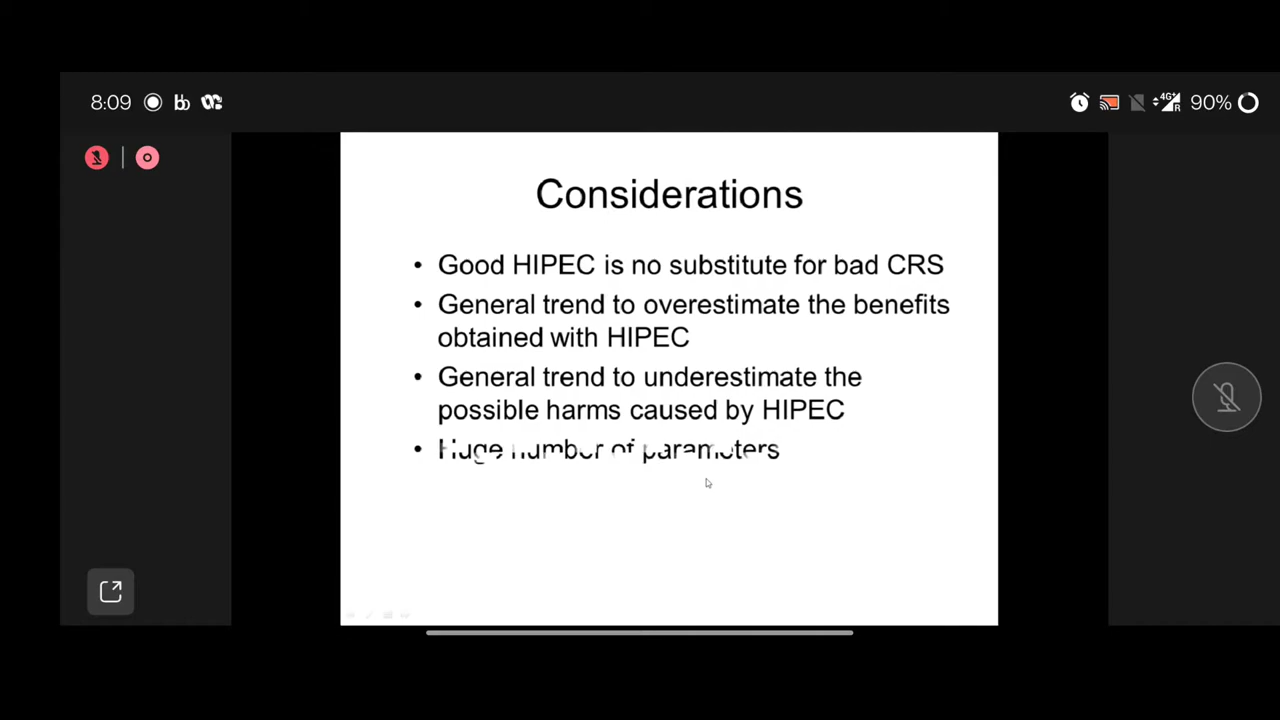 8:09
90%
4G+
R
Considerations
• Good HIPEC is no substitute for bad CRS
• General trend to overestimate the benefits
obtained with HIPEC
• General trend to underestimate the
possible harms caused by HIPEC
• Huge number of parameters